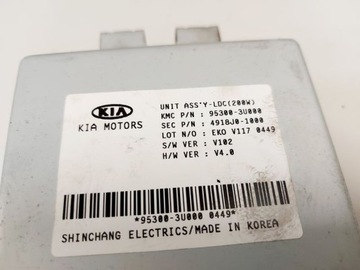 KIA
KIA MOTORS
UNIT ASS'Y-LDC(200W)
KMC P/N : 95300-3U000
SEC P/N : 4918J0-1000
LOT N/O : EKO V117 0449
S/W VER : V102
H/W VER : V4.0
*95300-3U000 0449*
SHINCHANG ELECTRICS/MADE IN KOREA